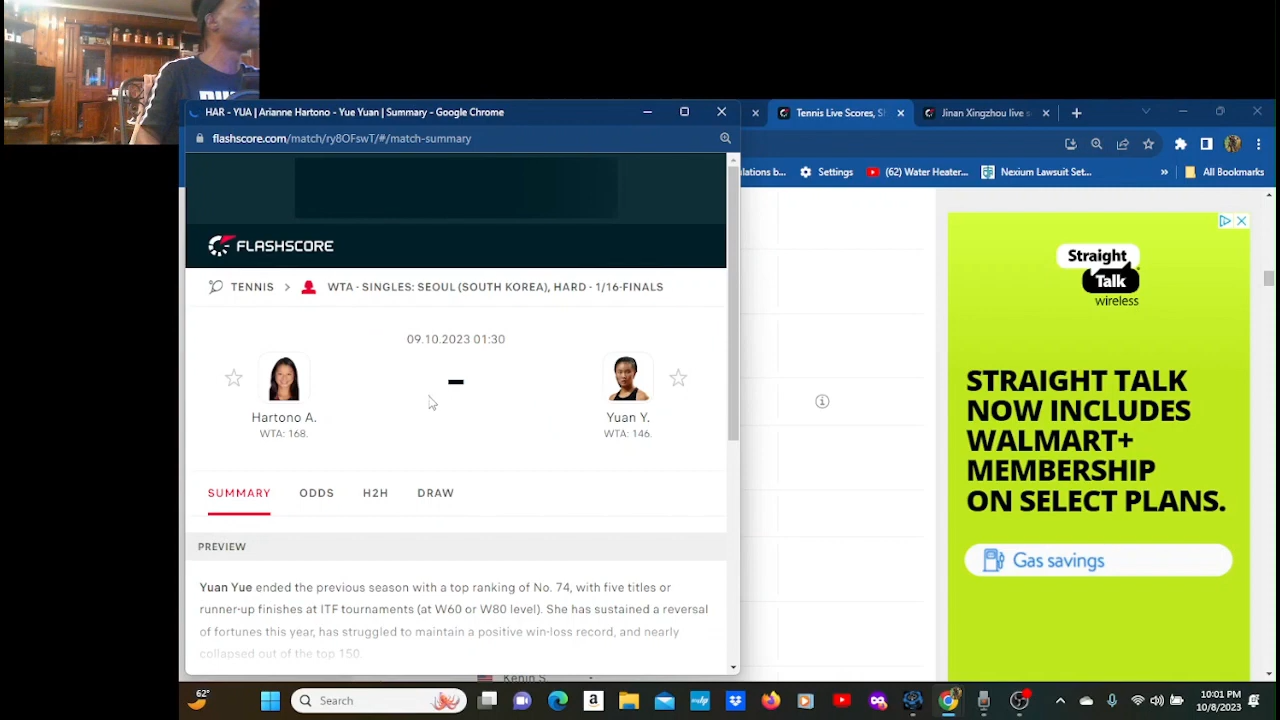 HAR - YUA | Arianne Hartono - Yue Yuan | Summary - Google Chrome
Tennis Live Scores, S
Jinan Xingzhou live s
flashscore.com/match/ry8OFswT/#/match-summary
Settings
(62) Water Heater...
Nexium Lawsuit Set...
»
All Bookmarks
FLASHSCORE
TENNIS > WTA - SINGLES: SEOUL (SOUTH KOREA), HARD - 1/16-FINALS
09.10.2023 01:30
-
Hartono A.
WTA: 168.
Yuan Y.
WTA: 146.
SUMMARY ODDS H2H DRAW
PREVIEW
Yuan Yue ended the previous season with a top ranking of No. 74, with five titles or
runner-up finishes at ITF tournaments (at W60 or W80 level). She has sustained a reversal
of fortunes this year, has struggled to maintain a positive win-loss record, and nearly
collapsed out of the top 150.
Straight
Talk
wireless
STRAIGHT TALK
NOW INCLUDES
WALMART+
MEMBERSHIP
ON SELECT PLANS.
Gas savings
62°
Search
10:01 PM
10/8/2023